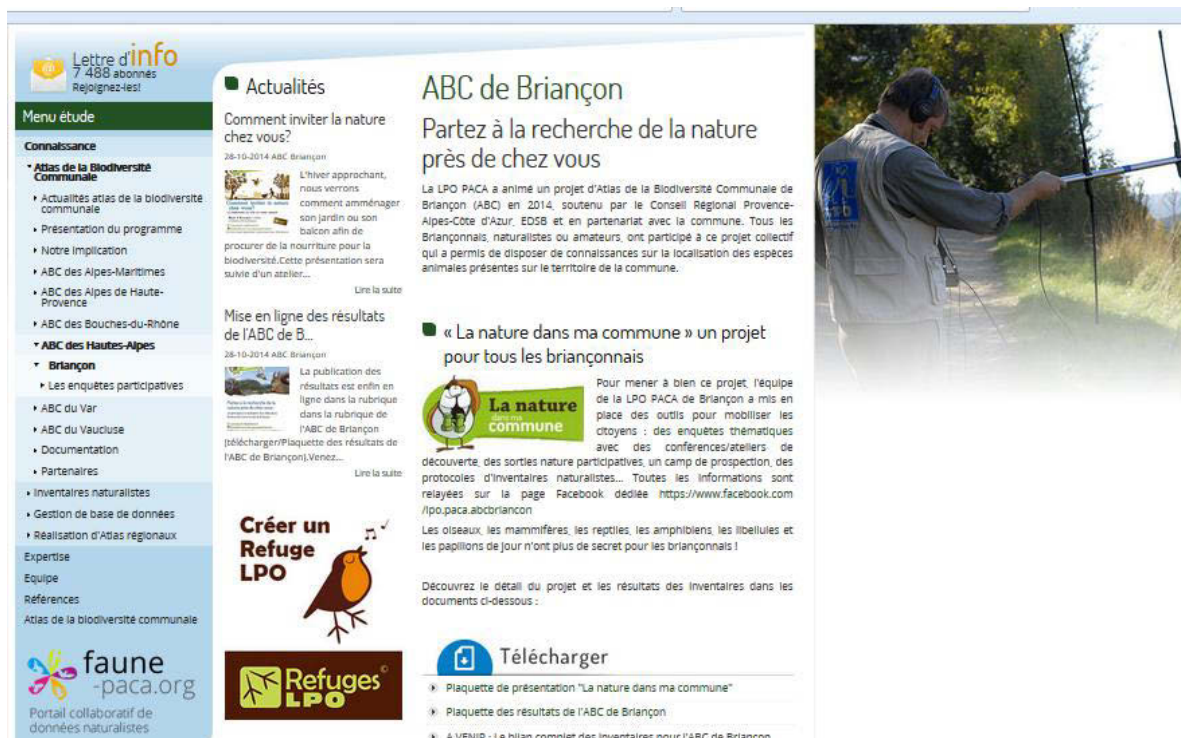 Lettre d'info
7 488 abonnés
Rejoignez-les!
Menu étude
Connaissance
Atlas de la Biodiversité
Communale
Actualités atlas de la biodiversité
communale
Présentation du programme
Notre implication
ABC des Alpes-Maritimes
ABC des Alpes de Haute-
Provence
ABC des Bouches-du-Rhône
ABC des Hautes-Alpes
Briançon
Les enquêtes participatives
ABC du Var
ABC du Vaucluse
Documentation
Partenaires
Inventaires naturalistes
Gestion de base de données
Réalisation d'Atlas régionaux
Expertise
Equipe
Références
Atlas de la biodiversité communale
faune
-paca.org
Portail collaboratif de
données naturalistes
Actualités
Comment inviter la nature
chez vous?
28-10-2014 ABC Briançon
L'hiver approchant,
nous verrons
comment amménager
son jardin ou son
balcon afin de
procurer de la nourriture pour la
biodiversité.Cette présentation sera
suivie d'un atelier...
Lire la suite
Mise en ligne des résultats
de l'ABC de B...
28-10-2014 ABC Briançon
La publication des
résultats est enfin en
ligne dans la rubrique
dans la rubrique de
l'ABC de Briançon
(télécharger/Plaquette des résultats de
l'ABC de Briançon).Venez...
Lire la suite
Créer un
Refuge
LPO
Refuges
LPO
ABC de Briançon
Partez à la recherche de la nature
près de chez vous
La LPO PACA a animé un projet d'Atlas de la Biodiversité Communale de
Briançon (ABC) en 2014, soutenu par le Conseil Régional Provence-
Alpes-Côte d'Azur, EDSB et en partenariat avec la commune. Tous les
Briançonnais, naturalistes ou amateurs, ont participé à ce projet collectif
qui a permis de disposer de connaissances sur la localisation des espèces
animales présentes sur le territoire de la commune.
« La nature dans ma commune » un projet
pour tous les briançonnais
La nature
dans ma
commune
Pour mener à bien ce projet, l'équipe
de la LPO PACA de Briançon a mis en
place des outils pour mobiliser les
citoyens : des enquêtes thématiques
avec des conférences/ateliers de
découverte, des sorties nature participatives, un camp de prospection, des
protocoles d'inventaires naturalistes... Toutes les informations sont
relayées sur la page Facebook dédiée https://www.facebook.com
/lpo.paca.abcbriancon
Les oiseaux, les mammifères, les reptiles, les amphibiens, les libellules et
les papillons de jour n'ont plus de secret pour les briançonnais !
Découvrez le détail du projet et les résultats des inventaires dans les
documents ci-dessous :
Télécharger
Plaquette de présentation "La nature dans ma commune"
Plaquette des résultats de l'ABC de Briançon
A VENIR : Le bilan complet des inventaires pour l'ABC de Briançon